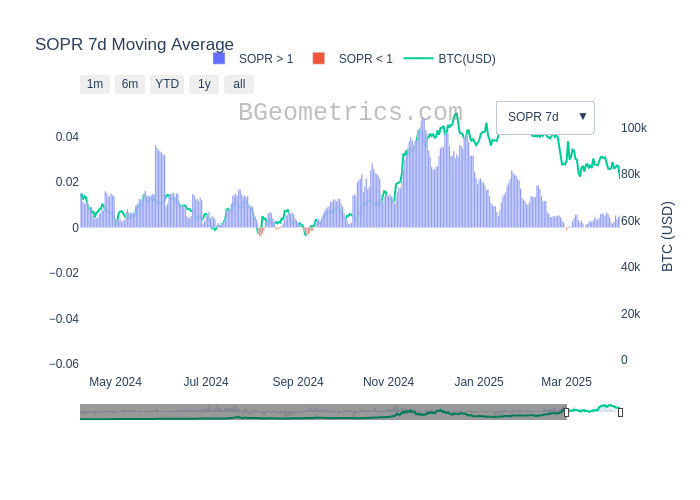 SOPR 7d Moving Average
SOPR > 1
SOPR < 1
BTC(USD)
1m
6m
YTD
1y
all
BGeometrics.com
SOPR 7d
▼
0.04
0.02
0
−0.02
−0.04
−0.06
100k
80k
60k
40k
20k
0
BTC (USD)
May 2024
Jul 2024
Sep 2024
Nov 2024
Jan 2025
Mar 2025